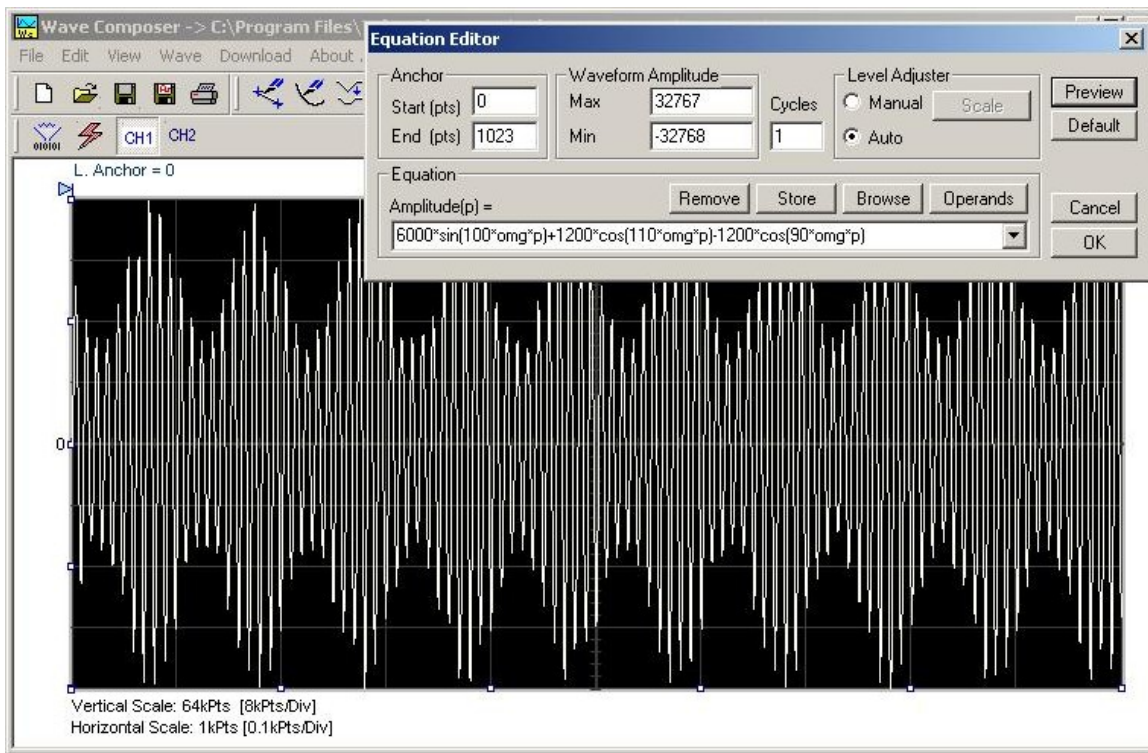 Wave Composer -> C:\Program Files\
File Edit View Wave Download About
CH1 CH2
L. Anchor = 0
0
Vertical Scale: 64kPts [8kPts/Div]
Horizontal Scale: 1kPts [0.1kPts/Div]
Equation Editor
Anchor
Start (pts) 0
End (pts) 1023
Waveform Amplitude
Max 32767
Min -32768
Cycles
1
Level Adjuster
Manual Scale
Auto
Preview
Default
Equation
Amplitude(p) =
Remove Store Browse Operands
6000*sin(100*omg*p)+1200*cos(110*omg*p)-1200*cos(90*omg*p)
Cancel
OK